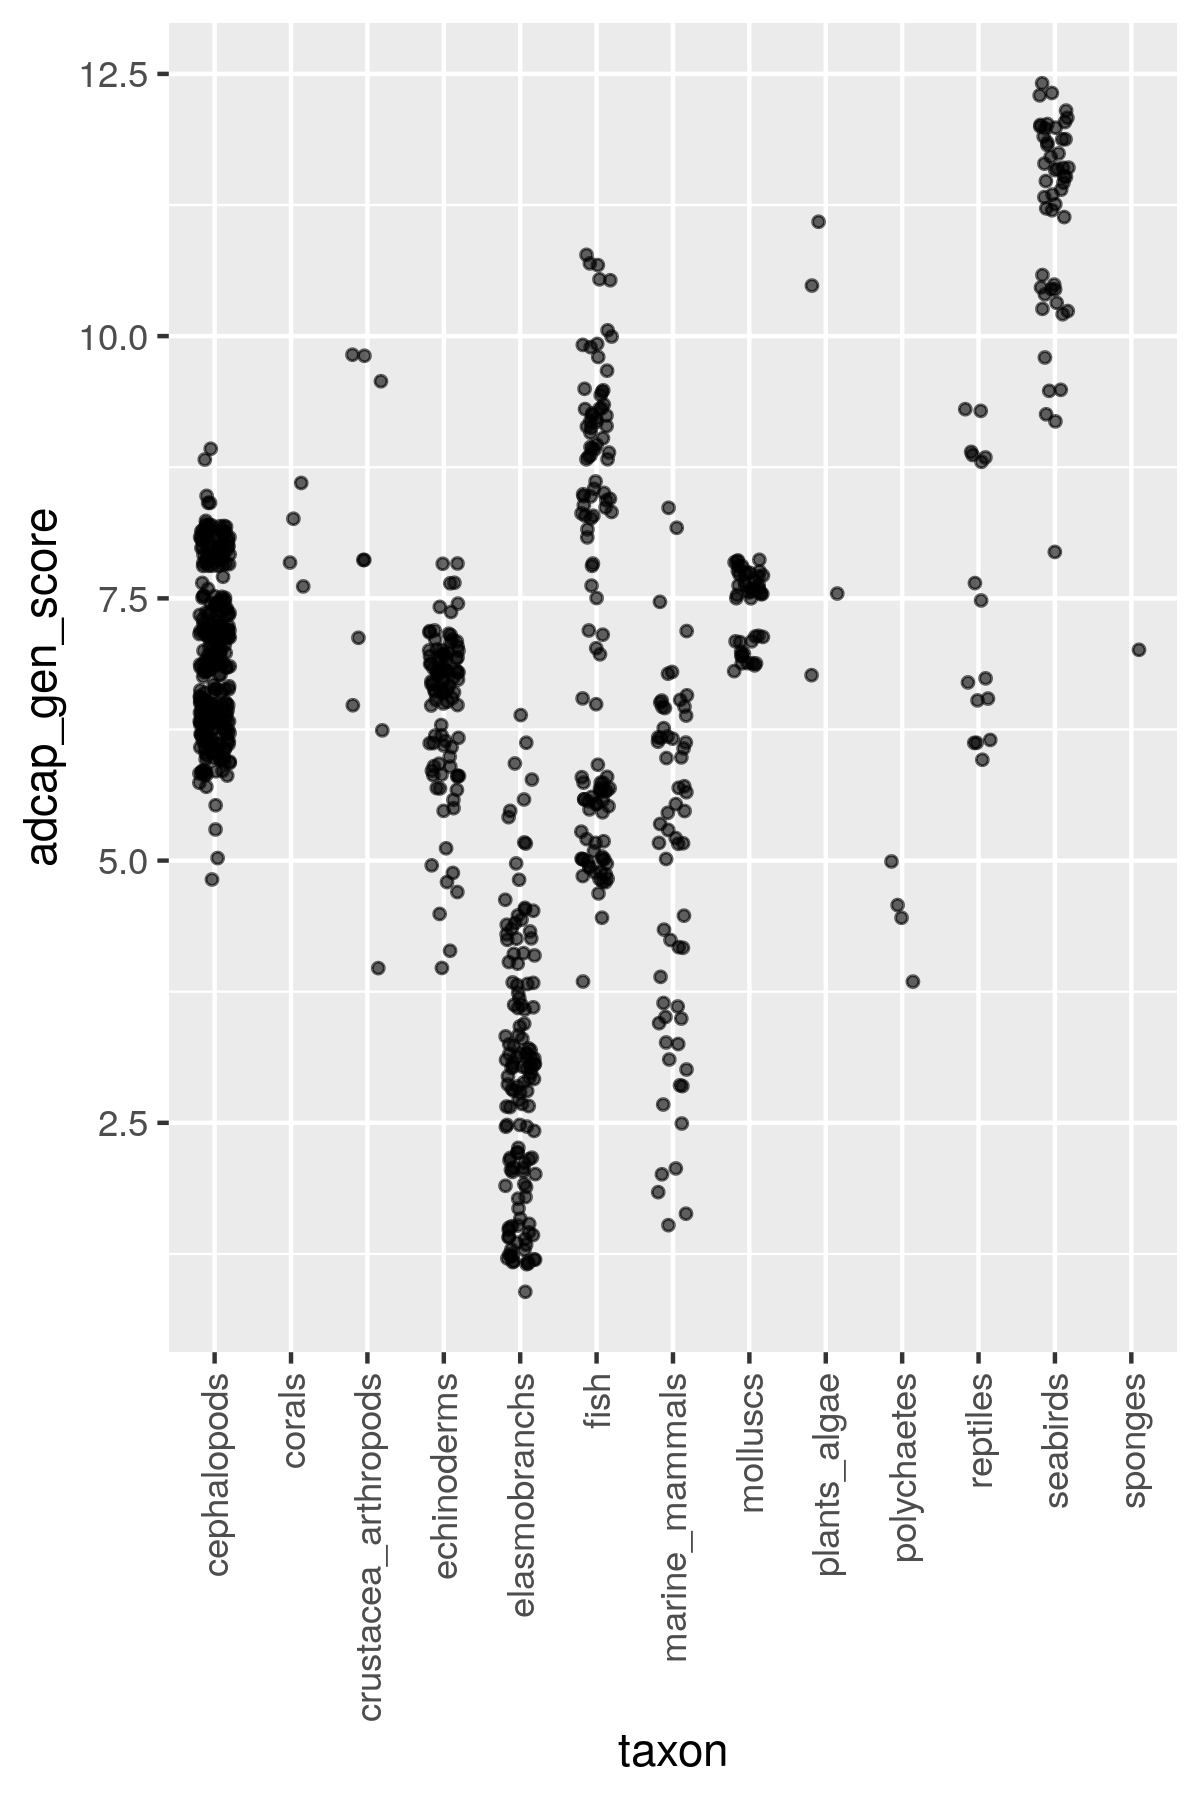 adcap_gen_score
12.5
10.0
7.5
5.0
2.5
cephalopods
corals
crustacea_arthropods
echinoderms
elasmobranchs
fish
marine_mammals
molluscs
plants_algae
polychaetes
reptiles
seabirds
sponges
taxon